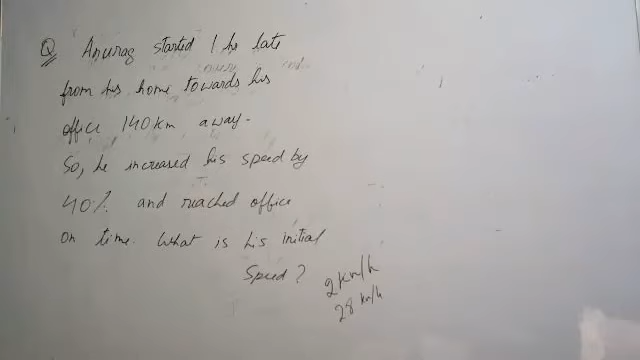 Q Anurag started 1 hr late
from his home towards his
office 140 km away.
So, he increased his speed by
40% and reached office
on time. What is his initial
Speed?
2 km/h
28 km/h